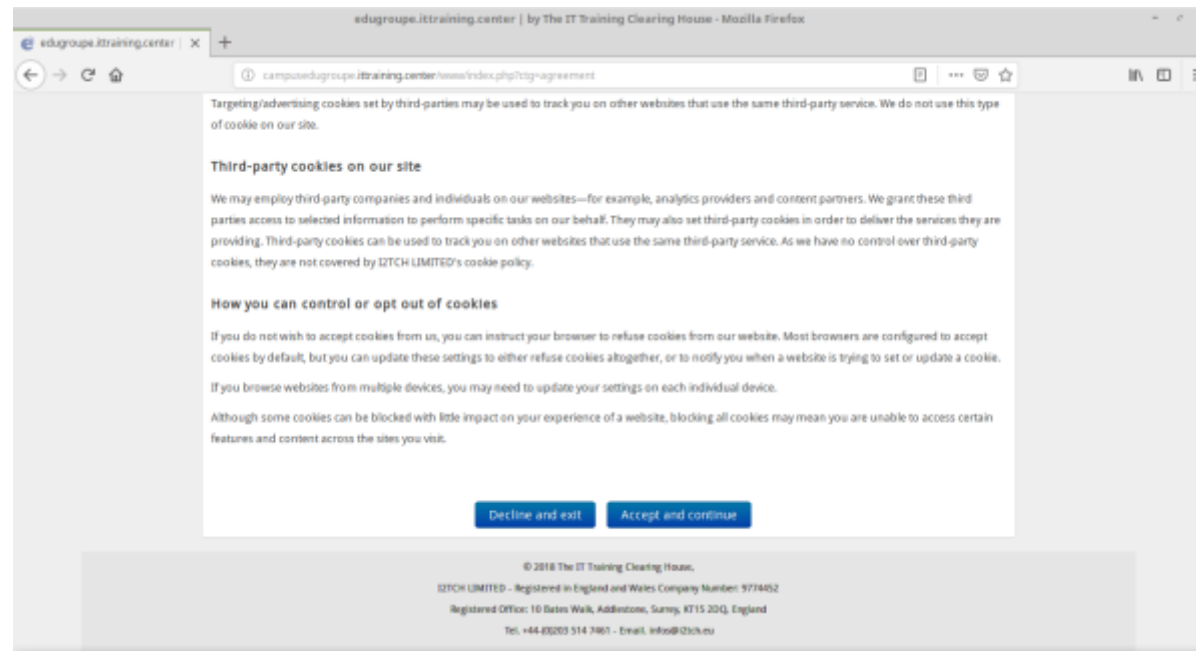 edugroupe.ittraining.center | by The IT Training Clearing House - Mozilla Firefox
edugroupe.ittraining.center |
campusedugroupe.ittraining.center/www/index.php?ctg=agreement
Targeting/advertising cookies set by third-parties may be used to track you on other websites that use the same third-party service. We do not use this type
of cookie on our site.
Third-party cookies on our site
We may employ third-party companies and individuals on our websites—for example, analytics providers and content partners. We grant these third
parties access to selected information to perform specific tasks on our behalf. They may also set third-party cookies in order to deliver the services they are
providing. Third-party cookies can be used to track you on other websites that use the same third-party service. As we have no control over third-party
cookies, they are not covered by I2TCH LIMITED's cookie policy.
How you can control or opt out of cookies
If you do not wish to accept cookies from us, you can instruct your browser to refuse cookies from our website. Most browsers are configured to accept
cookies by default, but you can update these settings to either refuse cookies altogether, or to notify you when a website is trying to set or update a cookie.
If you browse websites from multiple devices, you may need to update your settings on each individual device.
Although some cookies can be blocked with little impact on your experience of a website, blocking all cookies may mean you are unable to access certain
features and content across the sites you visit.
Decline and exit Accept and continue
© 2018 The IT Training Clearing House,
I2TCH LIMITED - Registered in England and Wales Company Number: 9774452
Registered Office: 10 Bates Walk, Addlestone, Surrey, KT15 2DQ, England
Tel. +44-(0)203 514 7461 - Email. infos@i2tch.eu